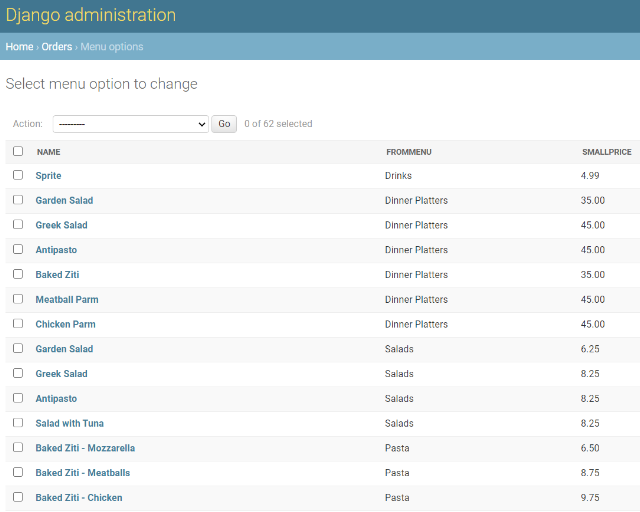 Django administration
Home › Orders › Menu options
Select menu option to change
Action: --------- Go 0 of 62 selected
NAME FROMMENU SMALLPRICE
Sprite Drinks 4.99
Garden Salad Dinner Platters 35.00
Greek Salad Dinner Platters 45.00
Antipasto Dinner Platters 45.00
Baked Ziti Dinner Platters 35.00
Meatball Parm Dinner Platters 45.00
Chicken Parm Dinner Platters 45.00
Garden Salad Salads 6.25
Greek Salad Salads 8.25
Antipasto Salads 8.25
Salad with Tuna Salads 8.25
Baked Ziti - Mozzarella Pasta 6.50
Baked Ziti - Meatballs Pasta 8.75
Baked Ziti - Chicken Pasta 9.75